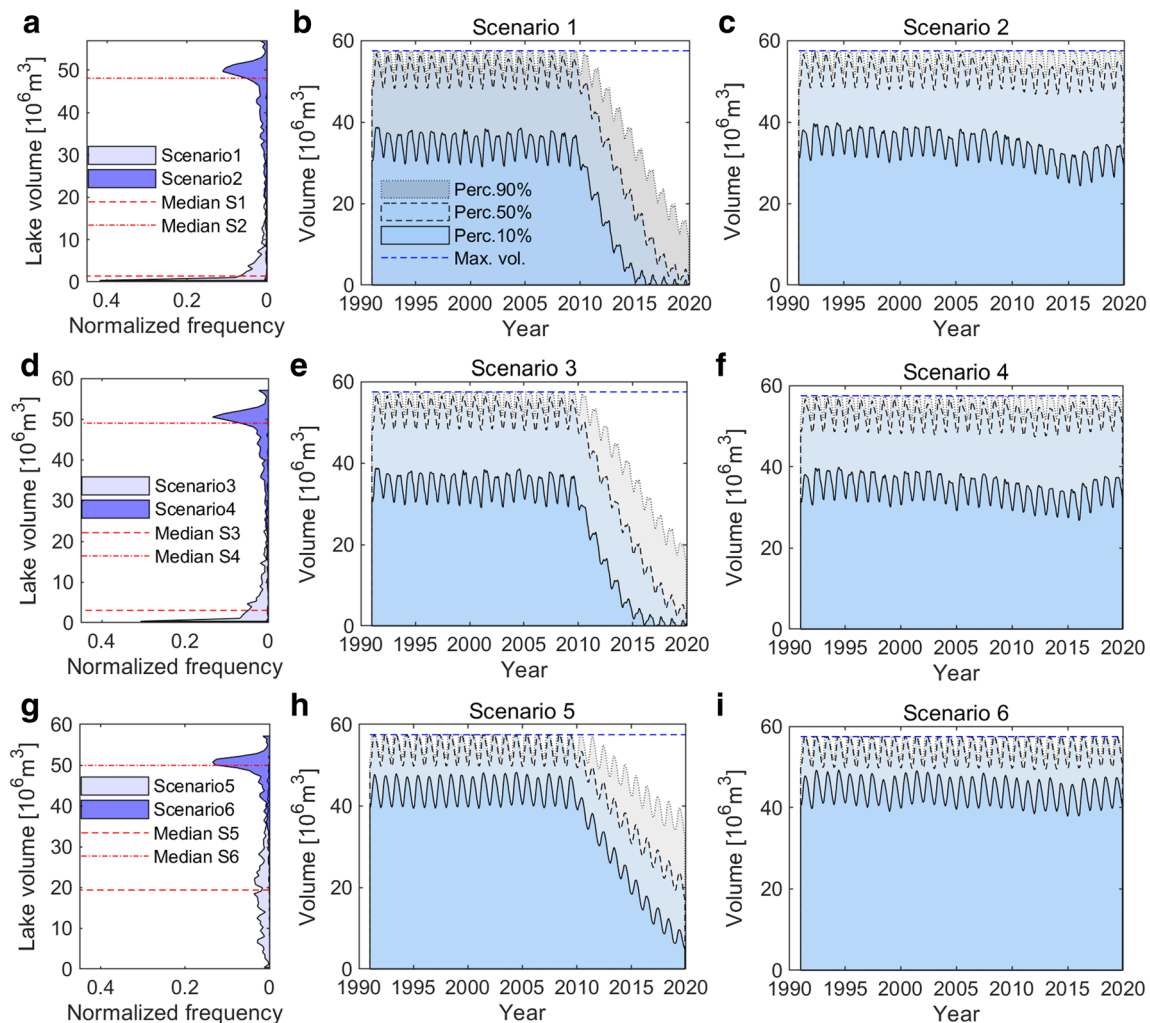 a
Lake volume [10⁶m³]
50
40
30
20
10
0
Scenario1
Scenario2
Median S1
Median S2
0.4
0.2
0
Normalized frequency
b
Scenario 1
Volume [10⁶m³]
60
40
20
0
Perc.90%
Perc.50%
Perc.10%
Max. vol.
1990 1995 2000 2005 2010 2015 2020
Year
c
Scenario 2
Volume [10⁶m³]
60
40
20
0
1990 1995 2000 2005 2010 2015 2020
Year
d
Lake volume [10⁶m³]
60
50
40
30
20
10
0
Scenario3
Scenario4
Median S3
Median S4
0.4
0.2
0
Normalized frequency
e
Scenario 3
Volume [10⁶m³]
60
40
20
0
1990 1995 2000 2005 2010 2015 2020
Year
f
Scenario 4
Volume [10⁶m³]
60
40
20
0
1990 1995 2000 2005 2010 2015 2020
Year
g
Lake volume [10⁶m³]
60
50
40
30
20
10
0
Scenario5
Scenario6
Median S5
Median S6
0.4
0.2
0
Normalized frequency
h
Scenario 5
Volume [10⁶m³]
60
40
20
0
1990 1995 2000 2005 2010 2015 2020
Year
i
Scenario 6
Volume [10⁶m³]
60
40
20
0
1990 1995 2000 2005 2010 2015 2020
Year